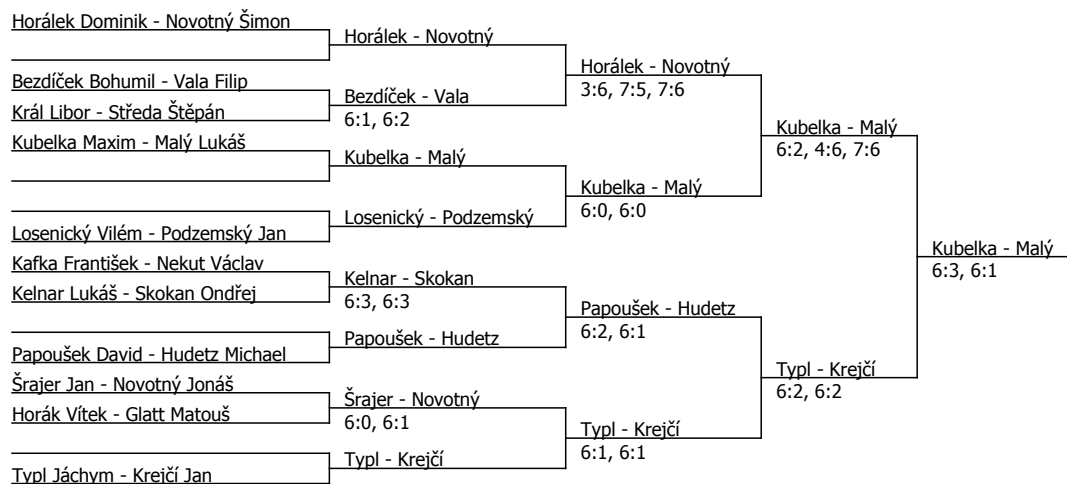 Horálek Dominik - Novotný Šimon
Bezdíček Bohumil - Vala Filip
Král Libor - Středa Štěpán
Kubelka Maxim - Malý Lukáš
Losenický Vilém - Podzemský Jan
Kafka František - Nekut Václav
Kelnar Lukáš - Skokan Ondřej
Papoušek David - Hudetz Michael
Šrajer Jan - Novotný Jonáš
Horák Vítek - Glatt Matouš
Typl Jáchym - Krejčí Jan
Horálek - Novotný
Bezdíček - Vala
6:1, 6:2
Kubelka - Malý
Losenický - Podzemský
Kelnar - Skokan
6:3, 6:3
Papoušek - Hudetz
Šrajer - Novotný
6:0, 6:1
Typl - Krejčí
Horálek - Novotný
3:6, 7:5, 7:6
Kubelka - Malý
6:0, 6:0
Papoušek - Hudetz
6:2, 6:1
Typl - Krejčí
6:1, 6:1
Kubelka - Malý
6:2, 4:6, 7:6
Typl - Krejčí
6:2, 6:2
Kubelka - Malý
6:3, 6:1